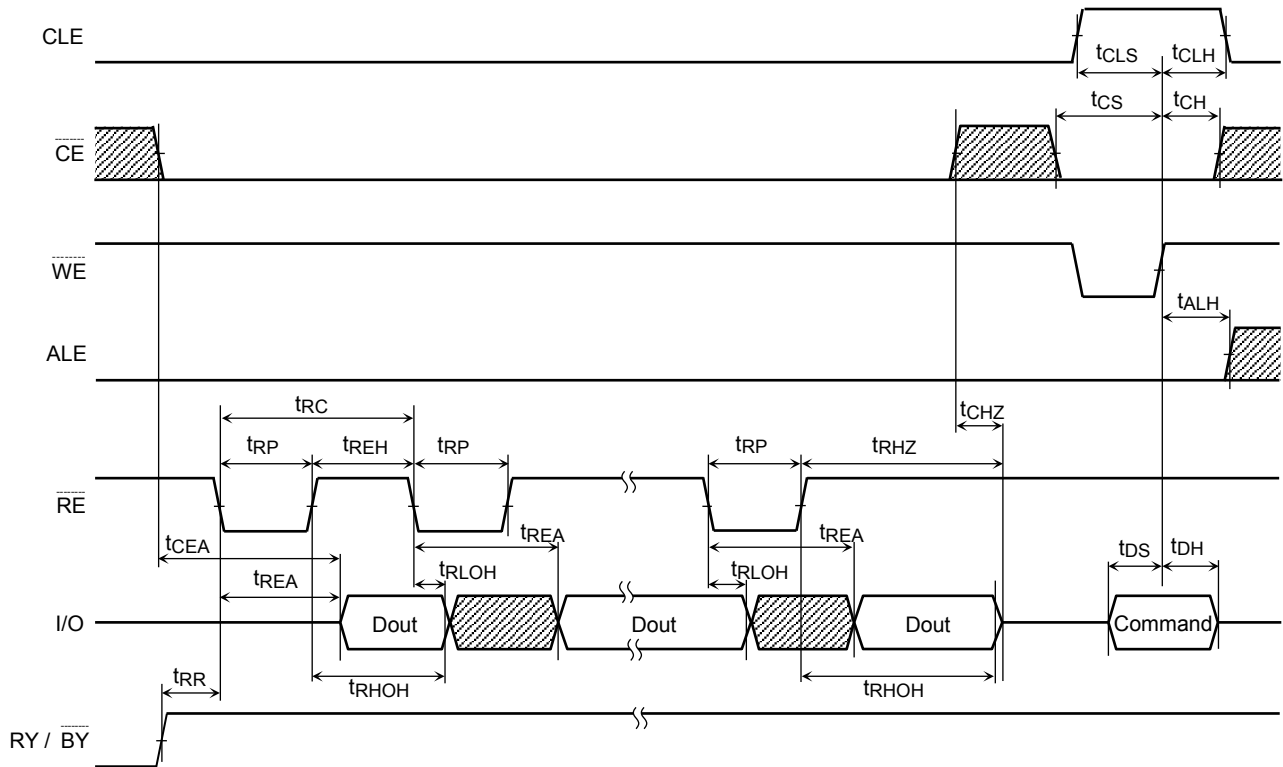 CLE
tCLS
tCLH
tCS
tCH
CE
WE
tALH
ALE
tRC
tCHZ
tRP
tREH
tRP
tRP
tRHZ
RE
tCEA
tREA
tREA
tDS
tDH
tREA
tRLOH
tRLOH
I/O
Dout
Dout
Dout
Command
tRR
tRHOH
tRHOH
RY / BY